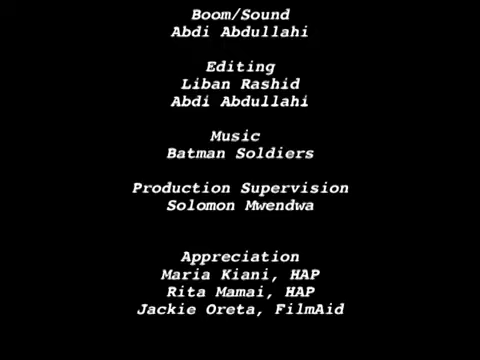 Boom/Sound
Abdi Abdullahi
Editing
Liban Rashid
Abdi Abdullahi
Music
Batman Soldiers
Production Supervision
Solomon Mwendwa
Appreciation
Maria Kiani, HAP
Rita Mamai, HAP
Jackie Oreta, FilmAid